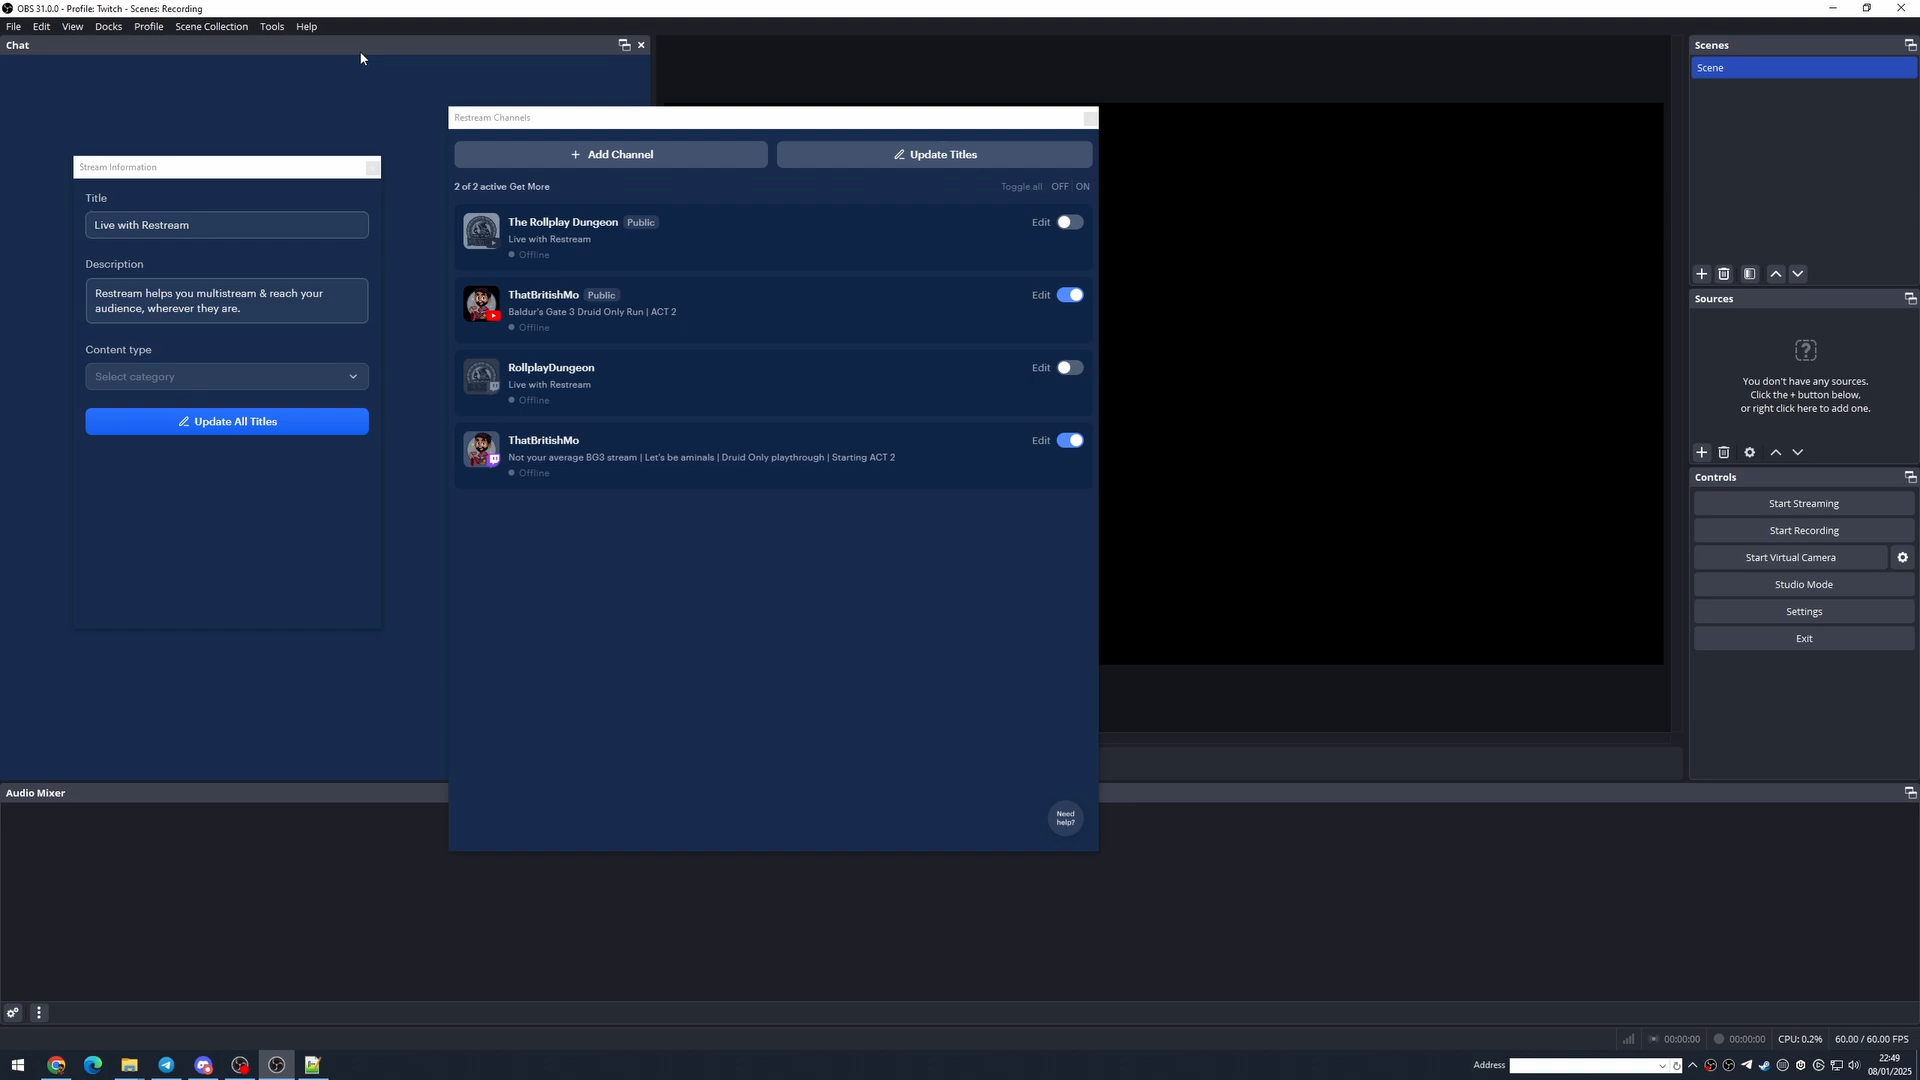 OBS 31.0.0 - Profile: Twitch - Scenes: Recording
File Edit View Docks Profile Scene Collection Tools Help
Chat
Stream Information
Title
Live with Restream
Description
Restream helps you multistream & reach your
audience, wherever they are.
Content type
Select category
Update All Titles
Restream Channels
+ Add Channel
Update Titles
2 of 2 active Get More
Toggle all OFF ON
The Rollplay Dungeon Public
Edit
Live with Restream
Offline
ThatBritishMo Public
Edit
Baldur's Gate 3 Druid Only Run | ACT 2
Offline
RollplayDungeon
Edit
Live with Restream
Offline
ThatBritishMo
Edit
Not your average BG3 stream | Let's be aminals | Druid Only playthrough | Starting ACT 2
Offline
Need
help?
Scenes
Scene
Sources
You don't have any sources.
Click the + button below,
or right click here to add one.
Controls
Start Streaming
Start Recording
Start Virtual Camera
Studio Mode
Settings
Exit
Audio Mixer
00:00:00 00:00:00 CPU: 0.2% 60.00 / 60.00 FPS
Address
22:49
08/01/2025